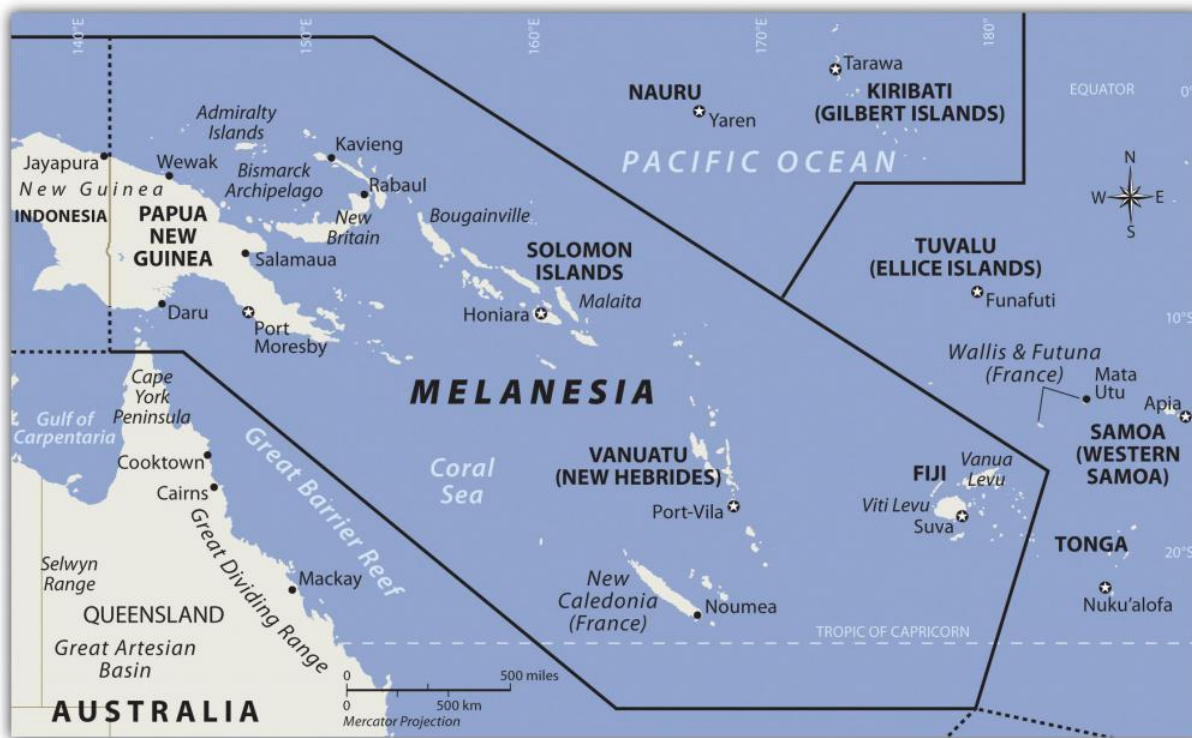 140°E
150°E
160°E
170°E
180°
Tarawa
KIRIBATI
(GILBERT ISLANDS)
EQUATOR
0°
NAURU
Yaren
PACIFIC OCEAN
Admiralty
Islands
Kavieng
Jayapura
Wewak
Bismarck
Archipelago
Rabaul
New Guinea
INDONESIA
PAPUA
NEW
GUINEA
New
Britain
Bougainville
N
W
E
S
SOLOMON
ISLANDS
Salamaua
Malaita
TUVALU
(ELLICE ISLANDS)
Funafuti
Daru
Port
Moresby
Honiara
10°S
Wallis & Futuna
(France)
Mata
Utu
Apia
MELANESIA
Cape
York
Peninsula
Gulf of
Carpentaria
SAMOA
(WESTERN
SAMOA)
Great Barrier Reef
Coral
Sea
VANUATU
(NEW HEBRIDES)
FIJI
Vanua
Levu
Cooktown
Cairns
Port-Vila
Viti Levu
Suva
TONGA
20°S
Great Dividing Range
Selwyn
Range
Mackay
New
Caledonia
(France)
Noumea
Nuku'alofa
QUEENSLAND
TROPIC OF CAPRICORN
Great Artesian
Basin
0
500 miles
0
500 km
Mercator Projection
AUSTRALIA